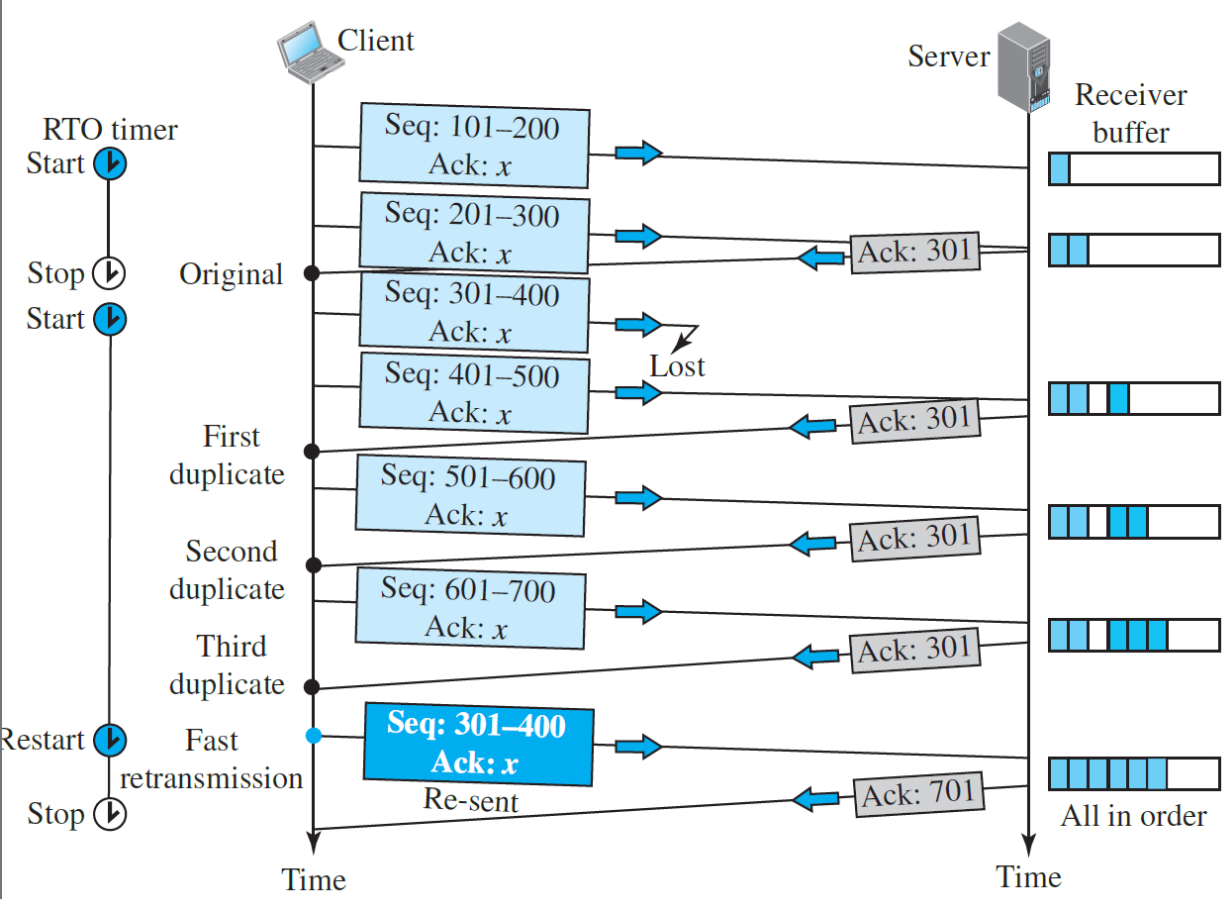 Client
Server
Receiver
buffer
RTO timer
Start
Seq: 101–200
Ack: x
Seq: 201–300
Ack: x
Ack: 301
Stop
Original
Start
Seq: 301–400
Ack: x
Lost
Seq: 401–500
Ack: x
Ack: 301
First
duplicate
Seq: 501–600
Ack: x
Ack: 301
Second
duplicate
Seq: 601–700
Ack: x
Ack: 301
Third
duplicate
Restart
Fast
retransmission
Seq: 301–400
Ack: x
Re-sent
Ack: 701
Stop
All in order
Time
Time